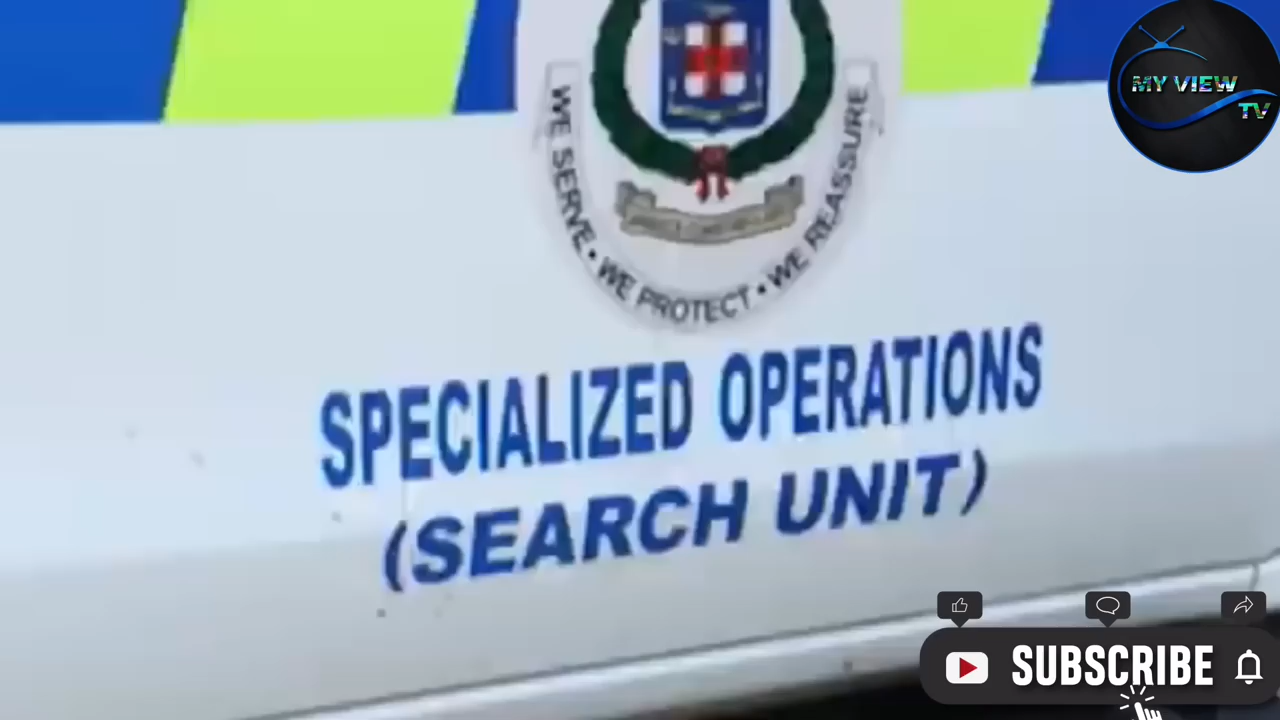 MY VIEW
TV
WE SERVE • WE PROTECT • WE REASSURE
SPECIALIZED OPERATIONS
(SEARCH UNIT)
SUBSCRIBE